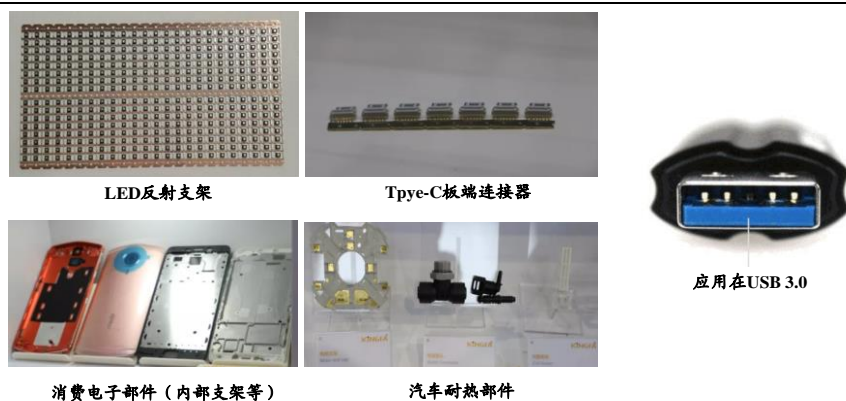 LED反射支架
Tpye-C板端连接器
应用在USB 3.0
KINGFA
KINGFA
消费电子部件（内部支架等）
汽车耐热部件